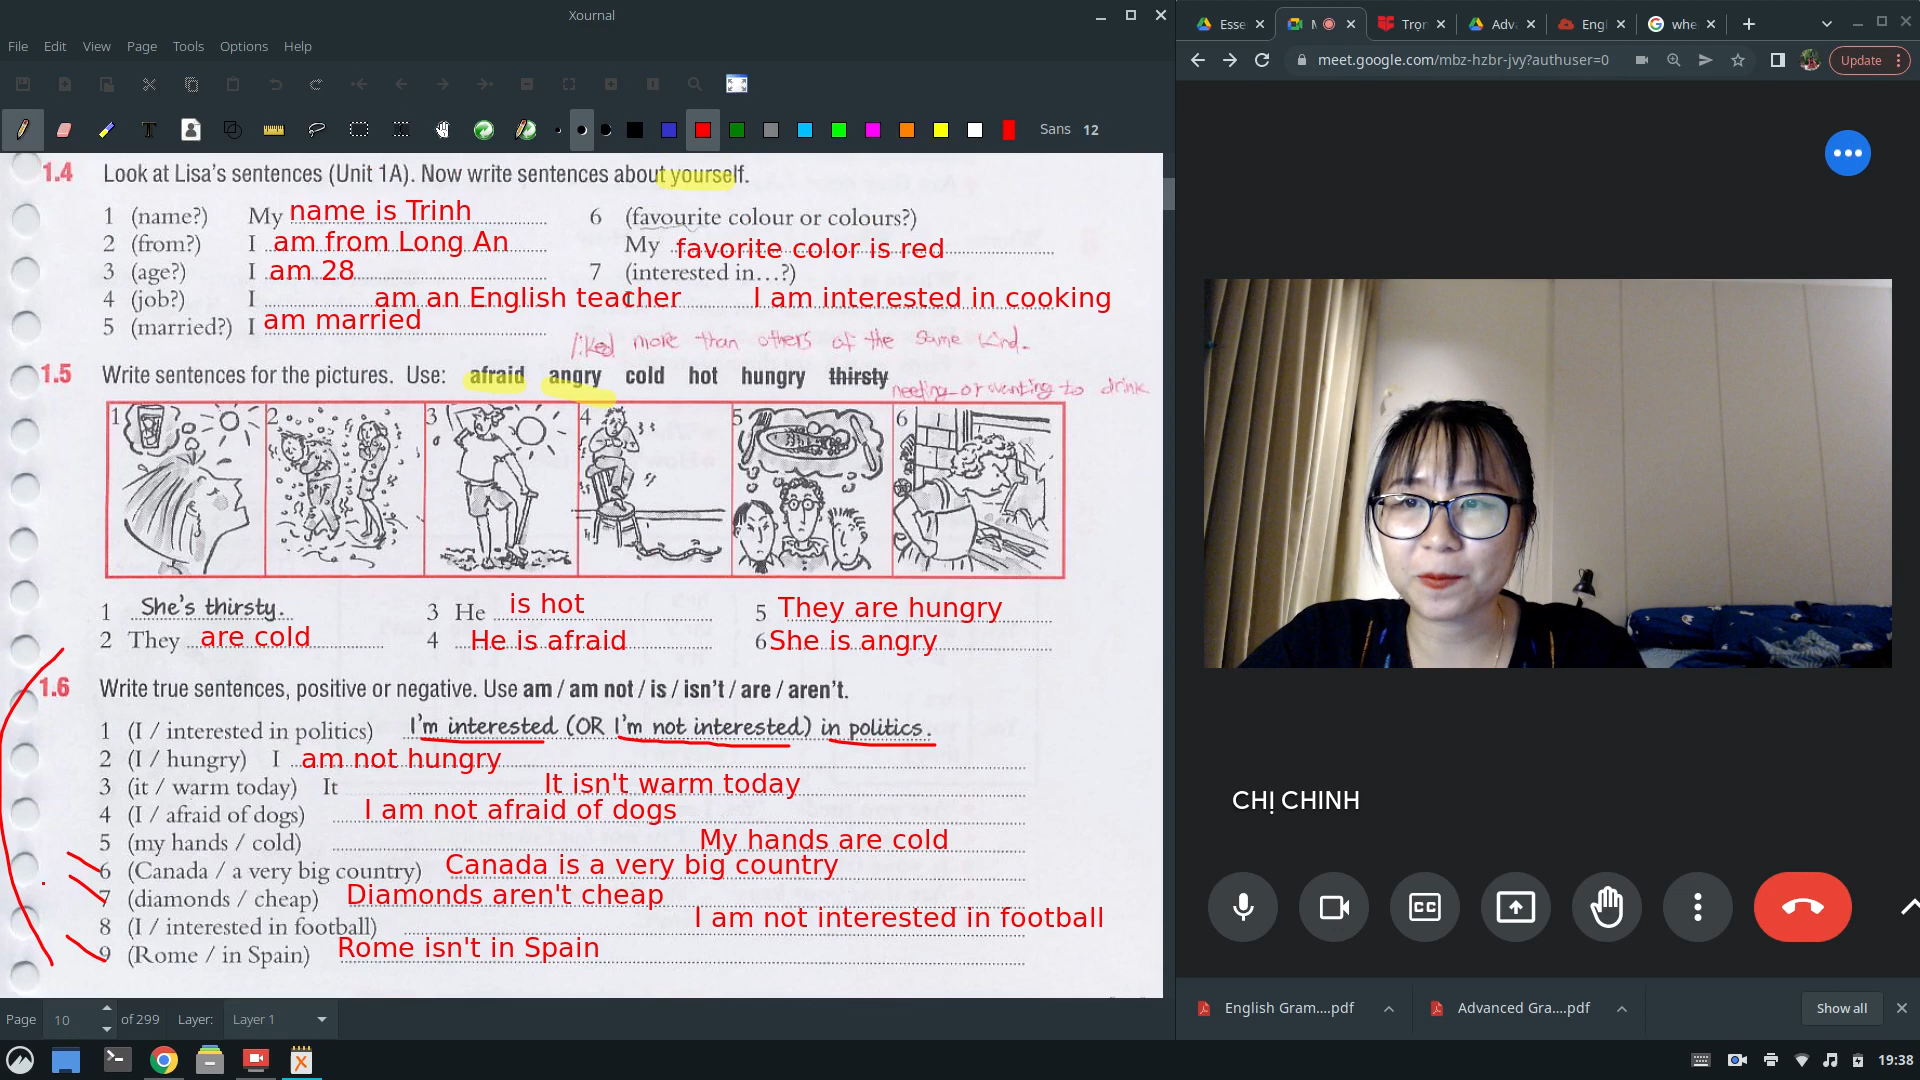 Xournal
File Edit View Page Tools Options Help
Sans 12
1.4 Look at Lisa's sentences (Unit 1A). Now write sentences about yourself.
1 (name?) My name is Trinh
2 (from?) I am from Long An
3 (age?) I am 28
4 (job?) I am an English teacher
5 (married?) I am married
6 (favourite colour or colours?)
My favorite color is red
7 (interested in...?)
I am interested in cooking
liked more than others of the same kind.
1.5 Write sentences for the pictures. Use: afraid angry cold hot hungry thirsty
needing or wanting to drink
1 2 3 4 5 6
1 She's thirsty.
2 They are cold
3 He is hot
4 He is afraid
5 They are hungry
6 She is angry
1.6 Write true sentences, positive or negative. Use am / am not / is / isn't / are / aren't.
1 (I / interested in politics) I'm interested (OR I'm not interested) in politics.
2 (I / hungry) I am not hungry
3 (it / warm today) It It isn't warm today
4 (I / afraid of dogs) I am not afraid of dogs
5 (my hands / cold) My hands are cold
6 (Canada / a very big country) Canada is a very big country
7 (diamonds / cheap) Diamonds aren't cheap
8 (I / interested in football) I am not interested in football
9 (Rome / in Spain) Rome isn't in Spain
Page 10 of 299 Layer: Layer 1
Esse Tron Adv Engl whe
meet.google.com/mbz-hzbr-jvy?authuser=0 Update
CHỊ CHINH
CC
English Gram....pdf Advanced Gra....pdf Show all
19:38